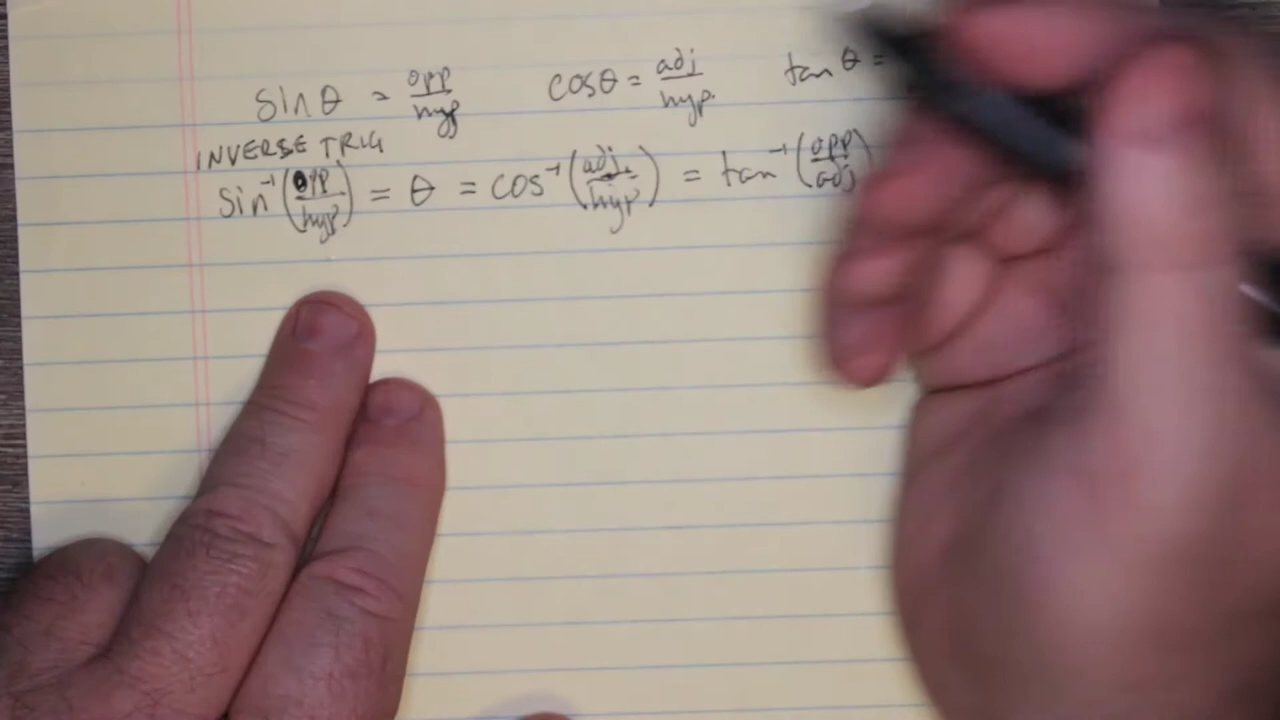 sin θ = opp/hyp cos θ = adj/hyp. tan θ =
INVERSE TRIG
sin⁻¹(opp/hyp) = θ = cos⁻¹(adj./hyp) = tan⁻¹(opp/adj)